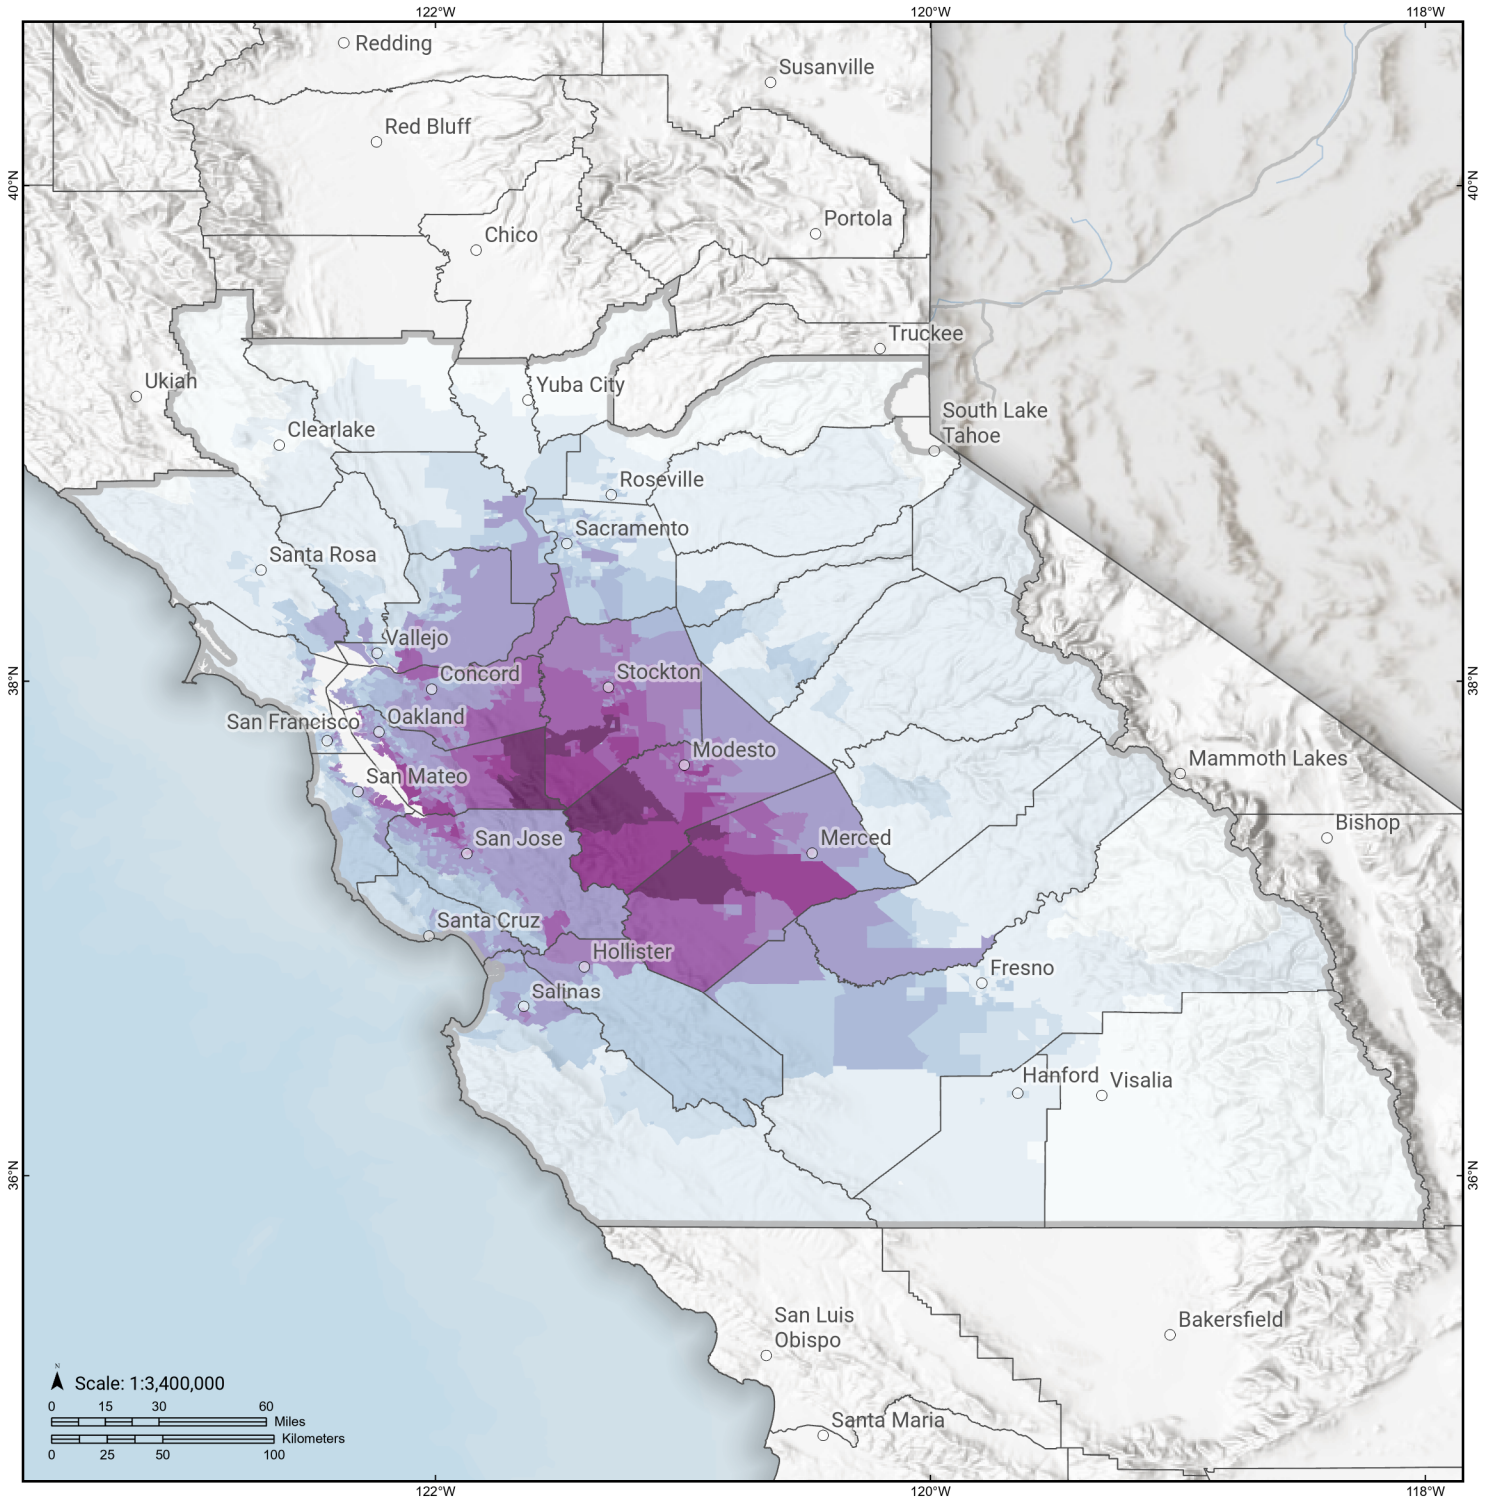 122°W
120°W
118°W
Redding
Susanville
Red Bluff
40°N
40°N
Portola
Chico
Truckee
Ukiah
Yuba City
South Lake
Tahoe
Clearlake
Roseville
Sacramento
Santa Rosa
Vallejo
Concord
Stockton
38°N
38°N
San Francisco
Oakland
Modesto
Mammoth Lakes
San Mateo
Bishop
San Jose
Merced
Santa Cruz
Hollister
Fresno
Salinas
Hanford
Visalia
36°N
36°N
San Luis
Obispo
Bakersfield
N
Scale: 1:3,400,000
0 15 30 60
Miles
Kilometers
0 25 50 100
Santa Maria
122°W
120°W
118°W